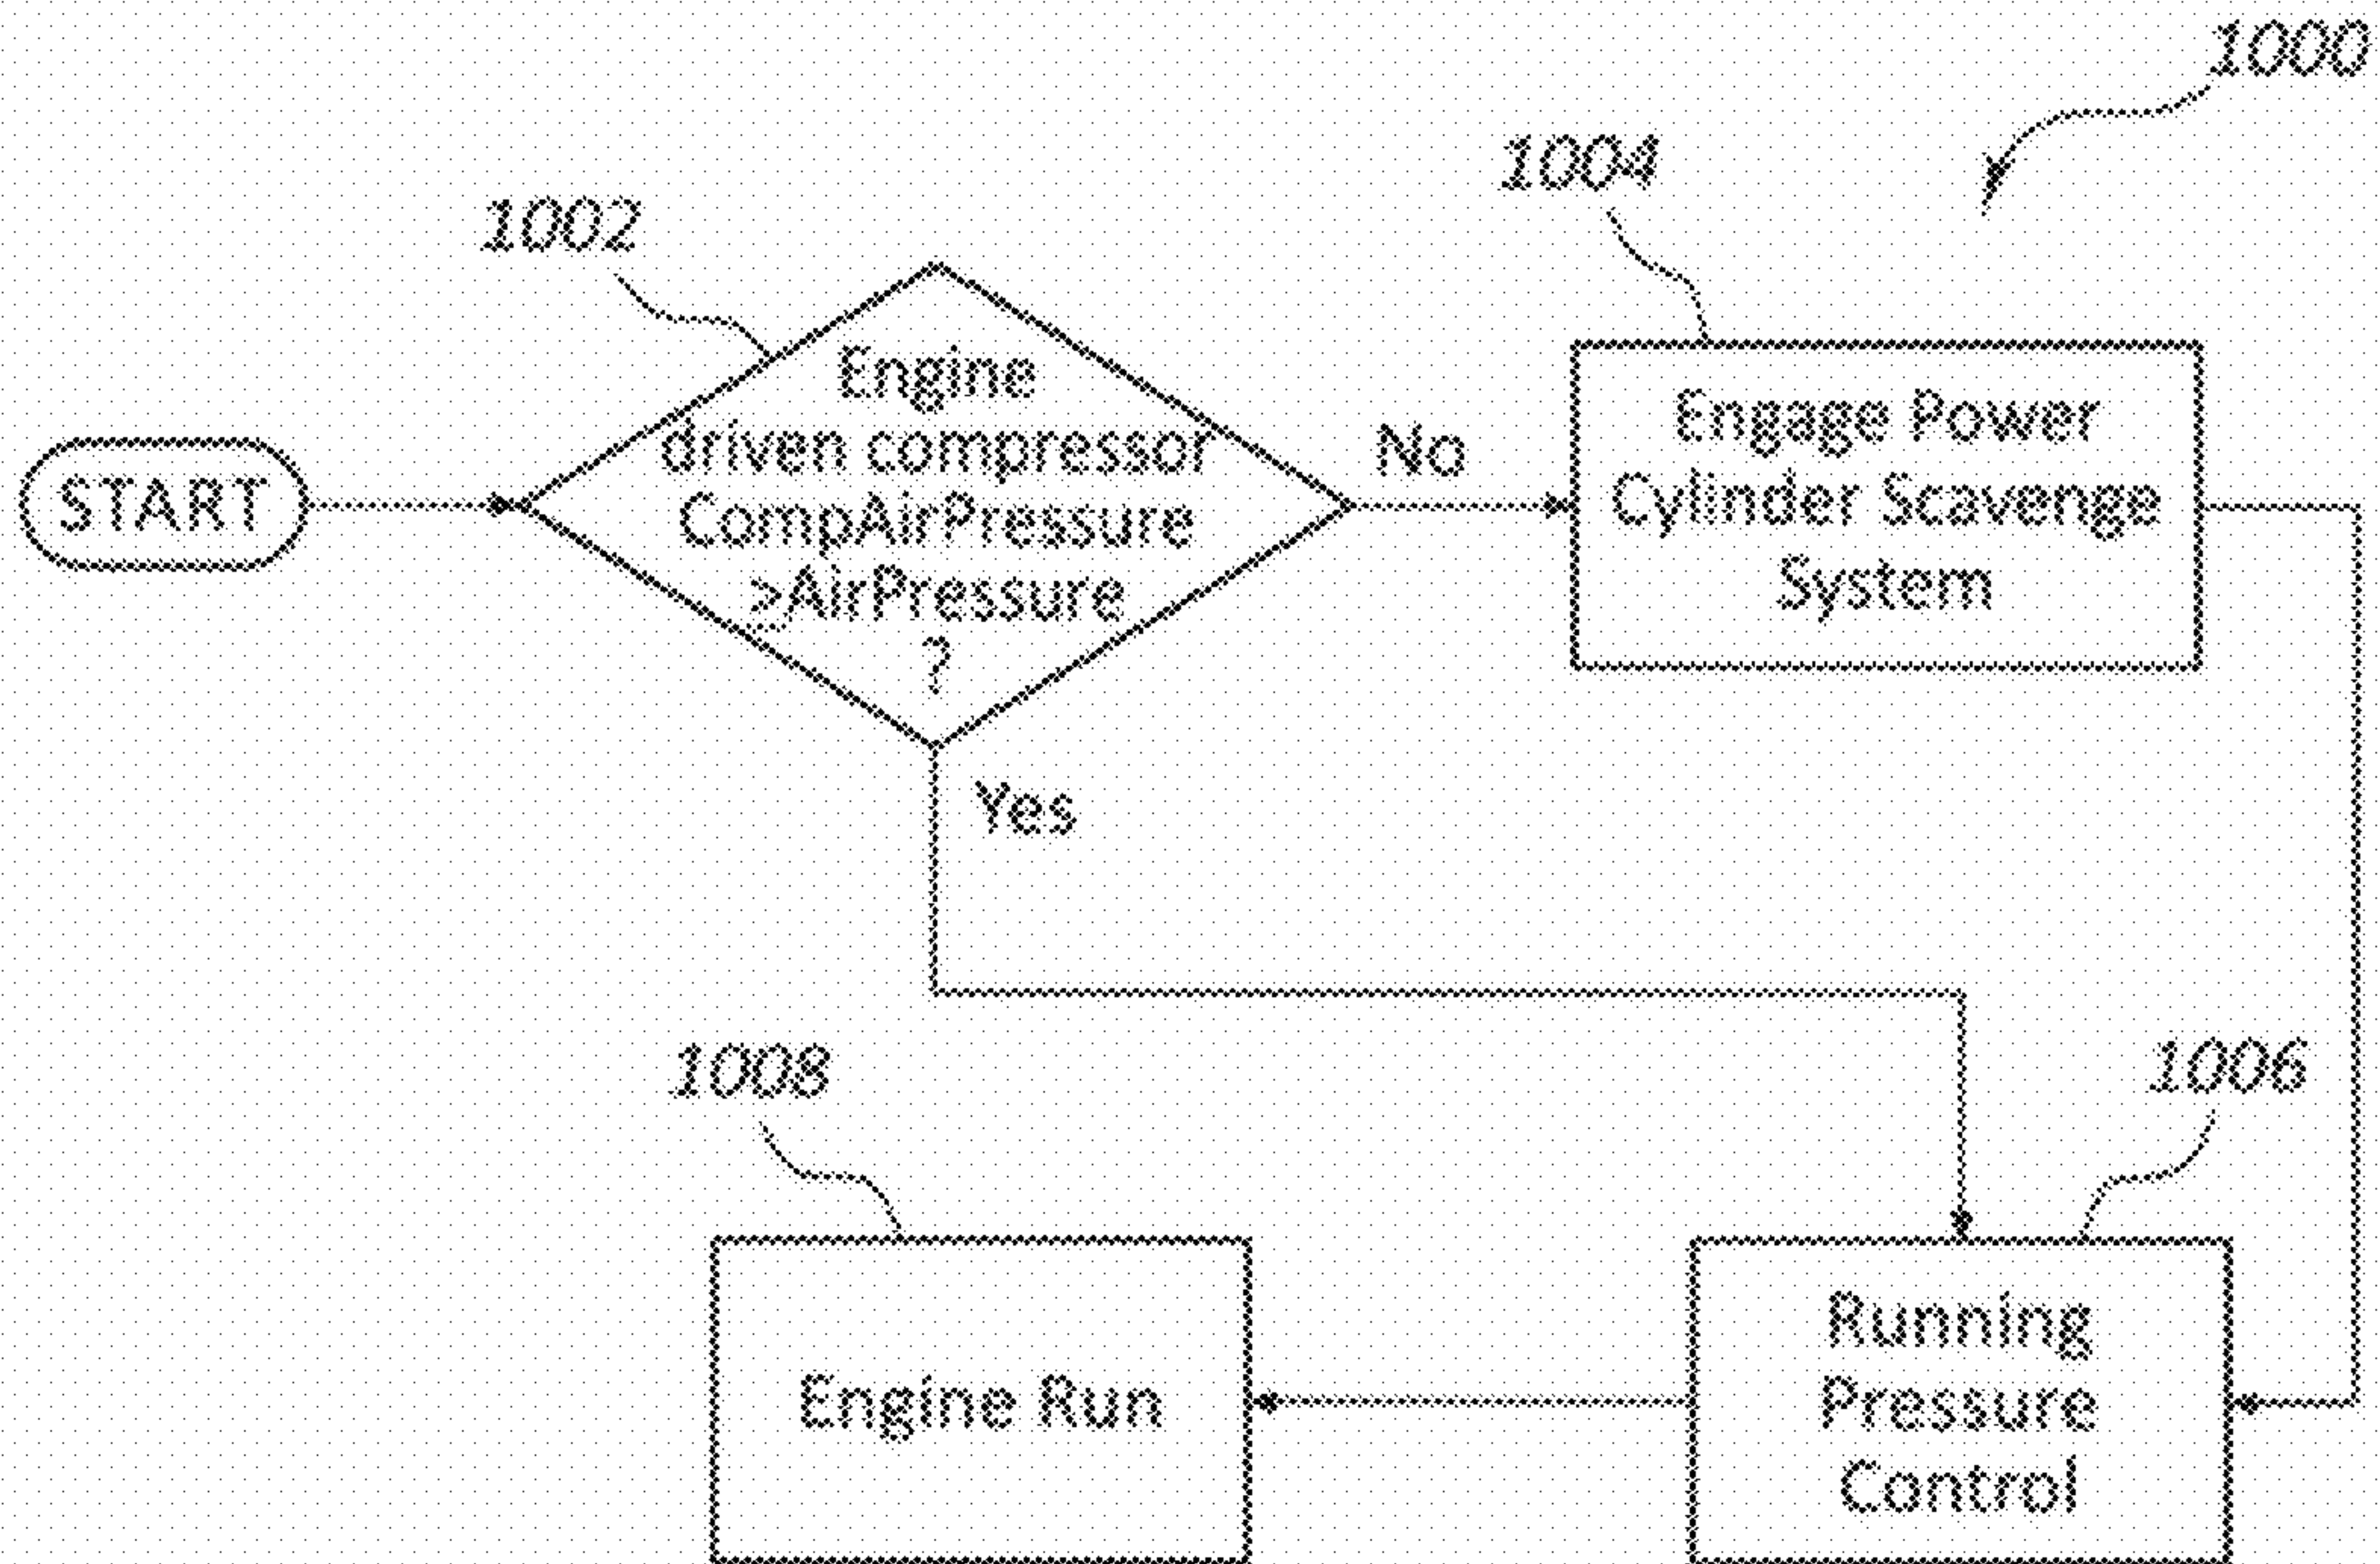 1000
1004
1002
Engine
driven compressor
CompAirPressure
≥AirPressure
?
No
Engage Power
Cylinder Scavenge
System
START
Yes
1008
1006
Engine Run
Running
Pressure
Control